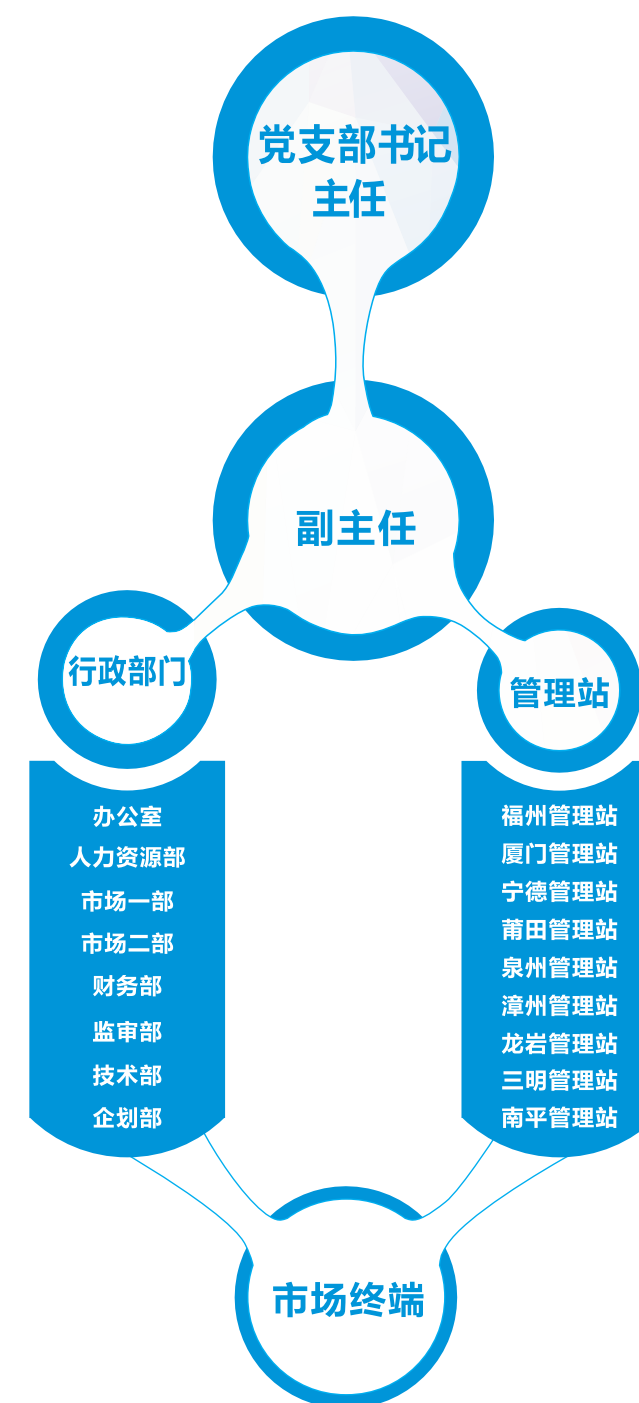 党支部书记
主任
副主任
行政部门
办公室
人力资源部
市场一部
市场二部
财务部
监审部
技术部
企划部
管理站
福州管理站
厦门管理站
宁德管理站
莆田管理站
泉州管理站
漳州管理站
龙岩管理站
三明管理站
南平管理站
市场终端